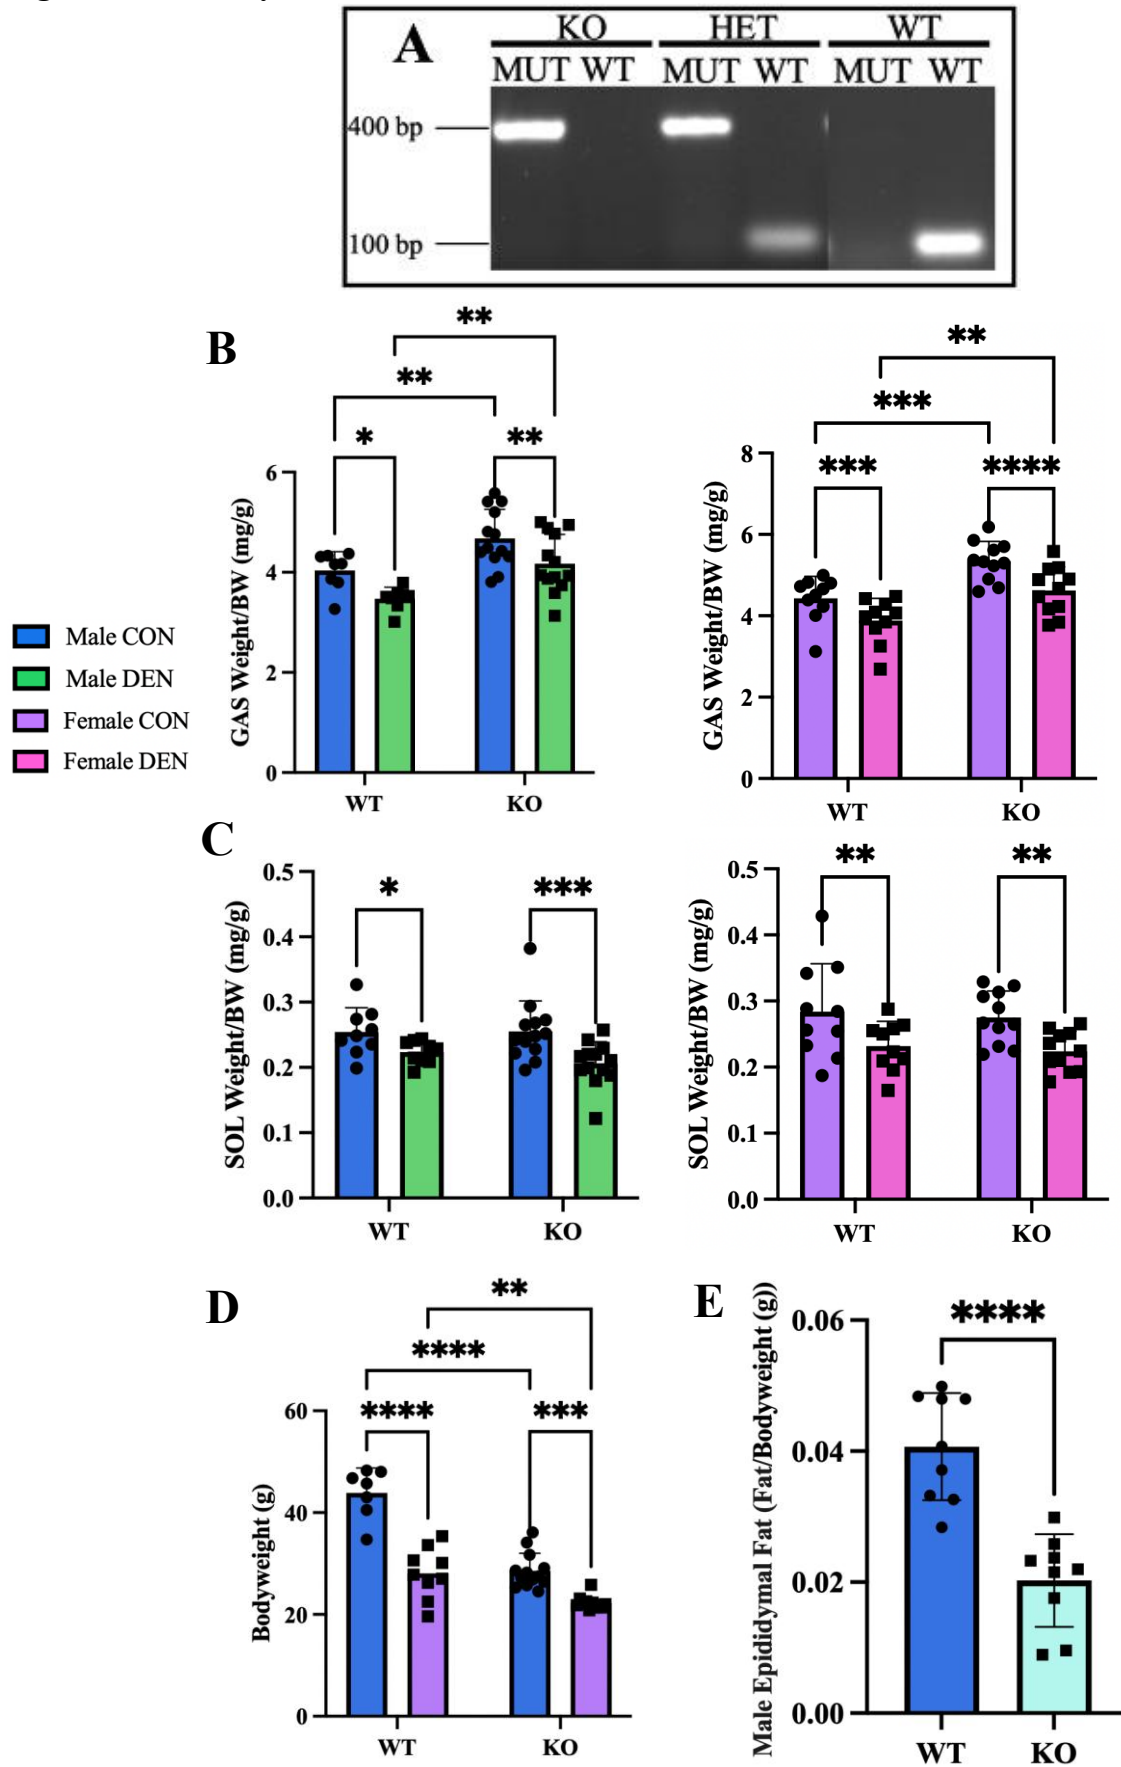 A
KO HET WT
MUT WT MUT WT MUT WT
400 bp
100 bp
B
** 
**
* **
GAS Weight/BW (mg/g)
6
4
2
0
WT KO
**
***
*** ****
GAS Weight/BW (mg/g)
8
6
4
2
0
WT KO
Male CON
Male DEN
Female CON
Female DEN
C
* ***
SOL Weight/BW (mg/g)
0.5
0.4
0.3
0.2
0.1
0.0
WT KO
** **
SOL Weight/BW (mg/g)
0.5
0.4
0.3
0.2
0.1
0.0
WT KO
D
**
****
**** ***
Bodyweight (g)
60
40
20
0
WT KO
E
****
Male Epididymal Fat (Fat/Bodyweight (g))
0.06
0.04
0.02
0.00
WT KO